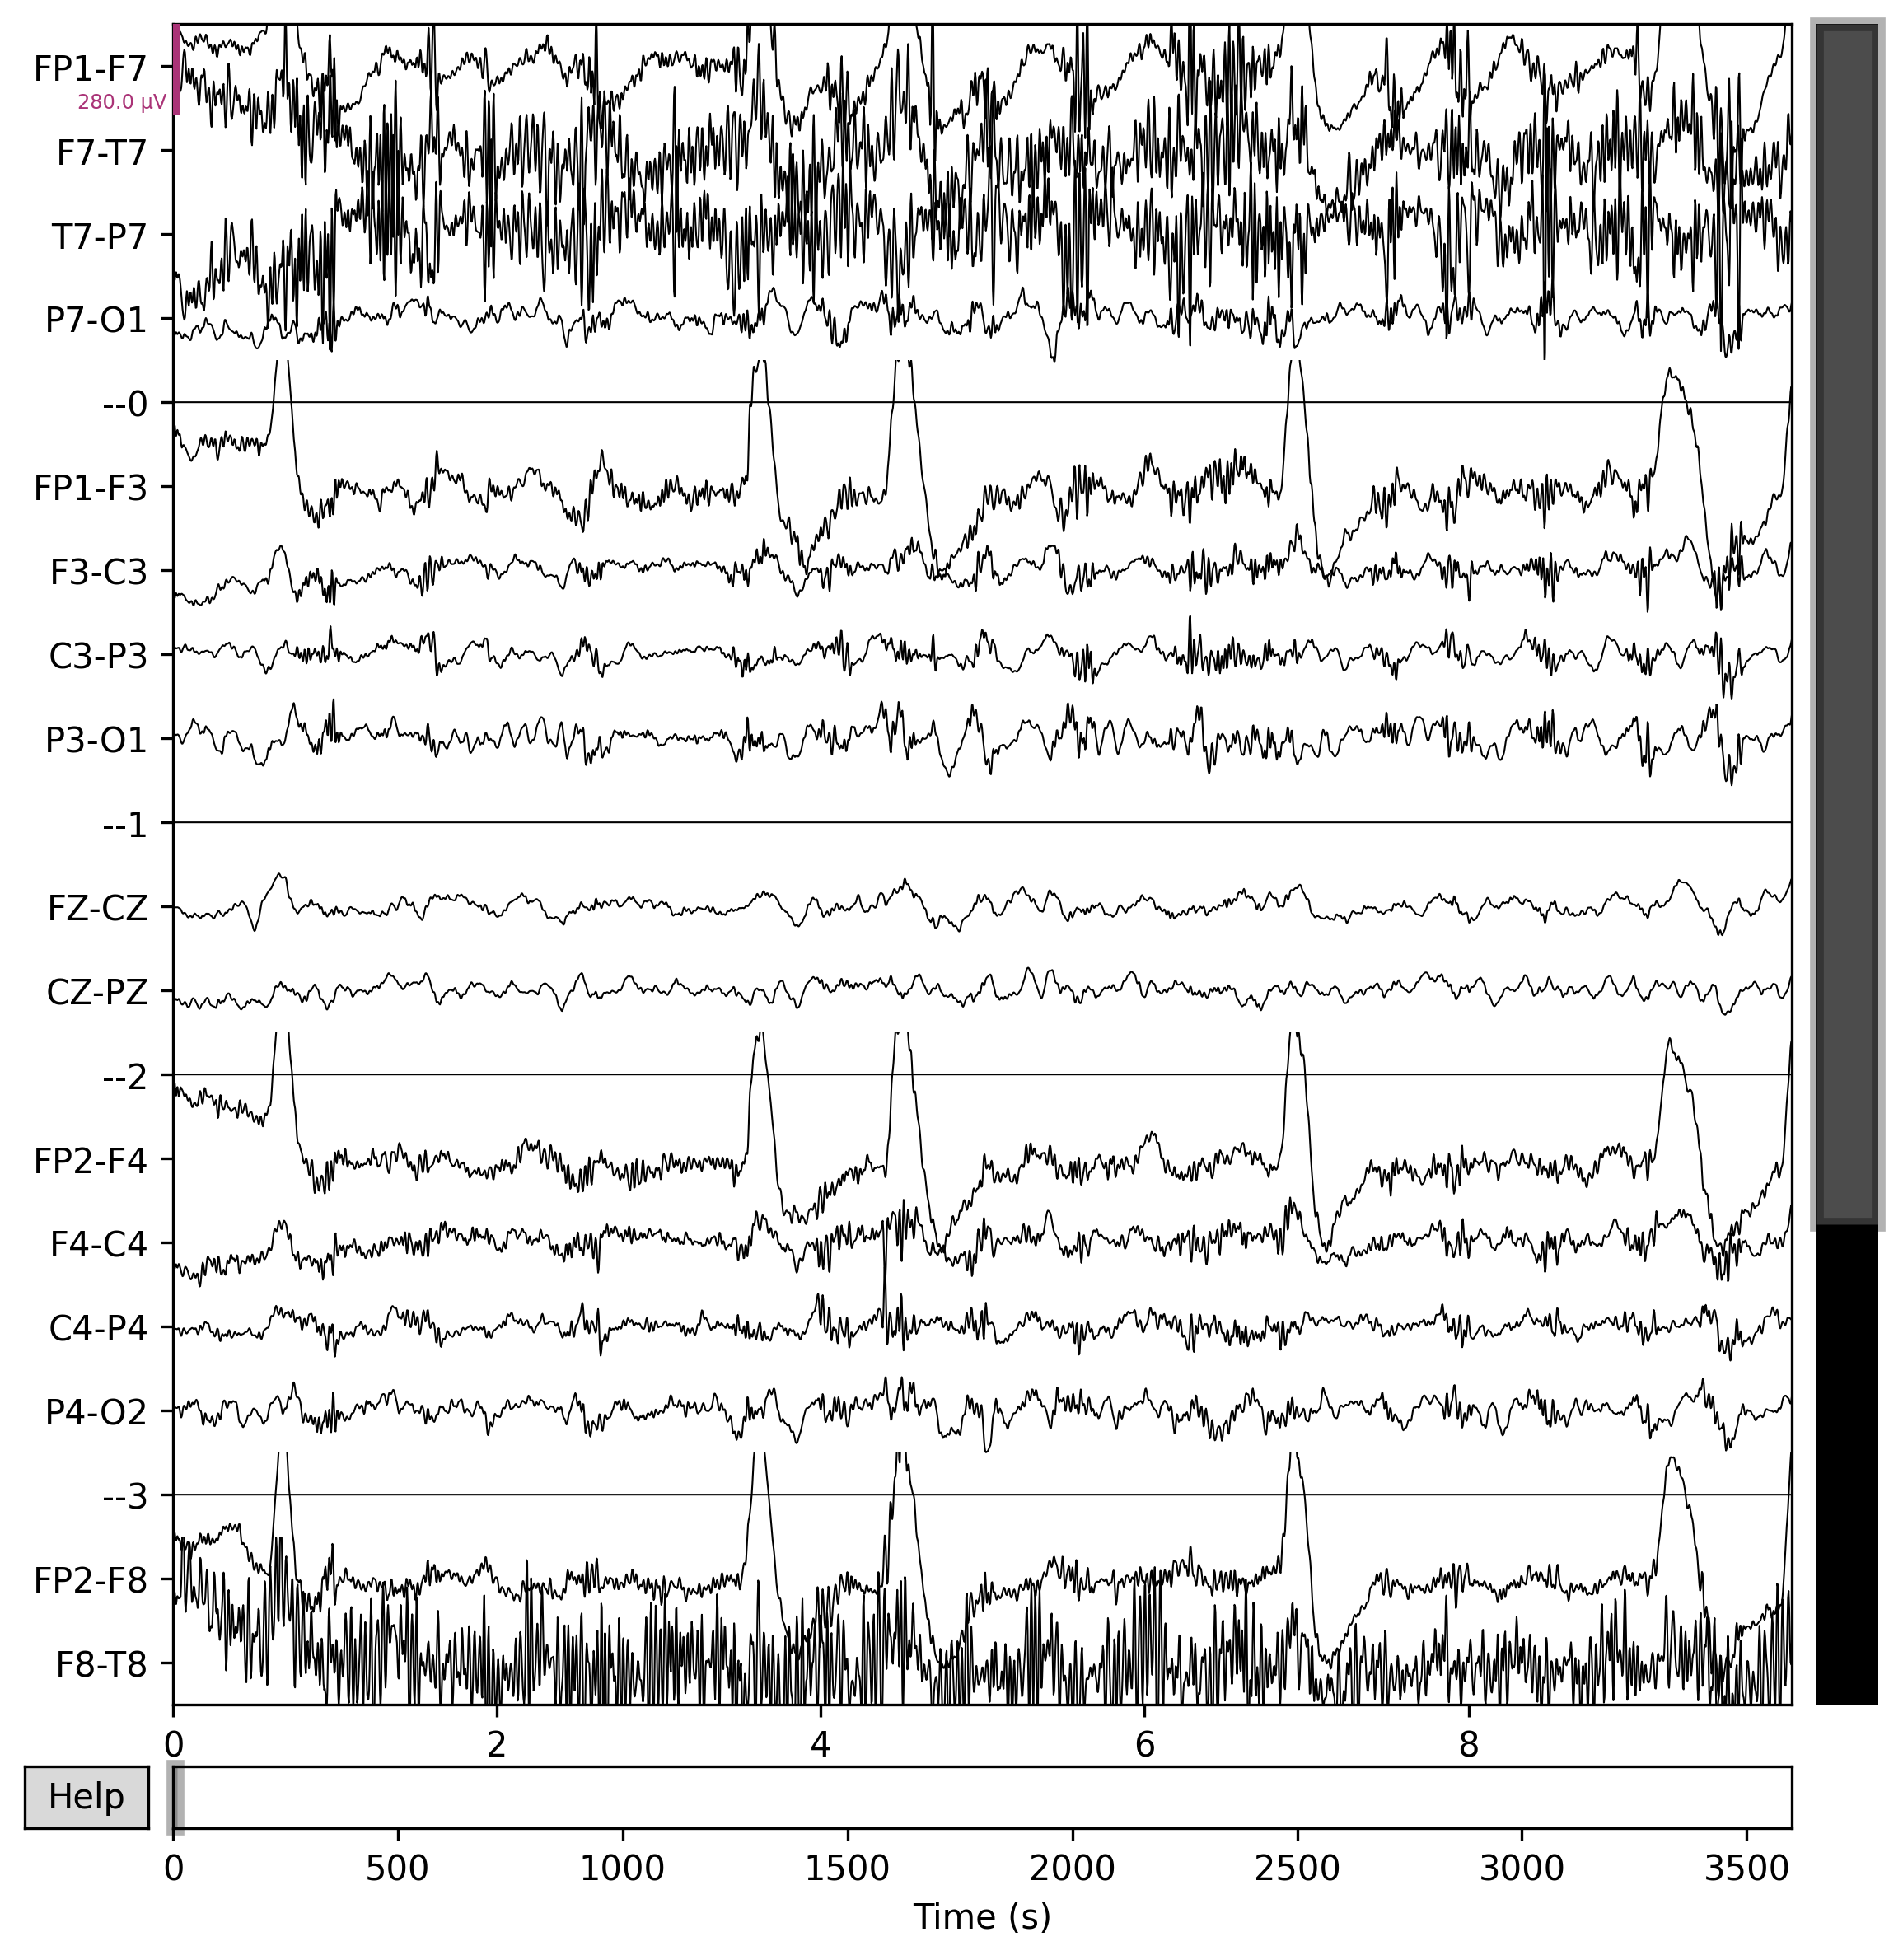 FP1-F7
280.0 µV
F7-T7
T7-P7
P7-O1
--0
FP1-F3
F3-C3
C3-P3
P3-O1
--1
FZ-CZ
CZ-PZ
--2
FP2-F4
F4-C4
C4-P4
P4-O2
--3
FP2-F8
F8-T8
0 2 4 6 8
Help
0 500 1000 1500 2000 2500 3000 3500
Time (s)